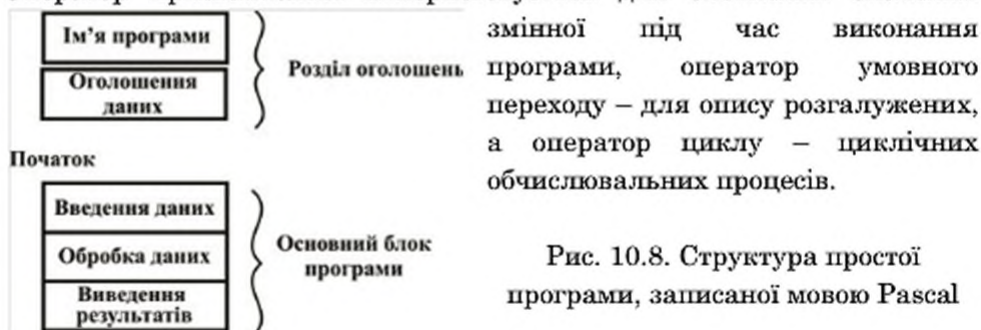 Ім’я програми
Оголошення
даних
Розділ оголошень
Початок
Введення даних
Обробка даних
Виведення
результатів
Основний блок
програми
змінної під час виконання
програми, оператор умовного
переходу – для опису розгалужених,
а оператор циклу – циклічних
обчислювальних процесів.
Рис. 10.8. Структура простої
програми, записаної мовою Pascal